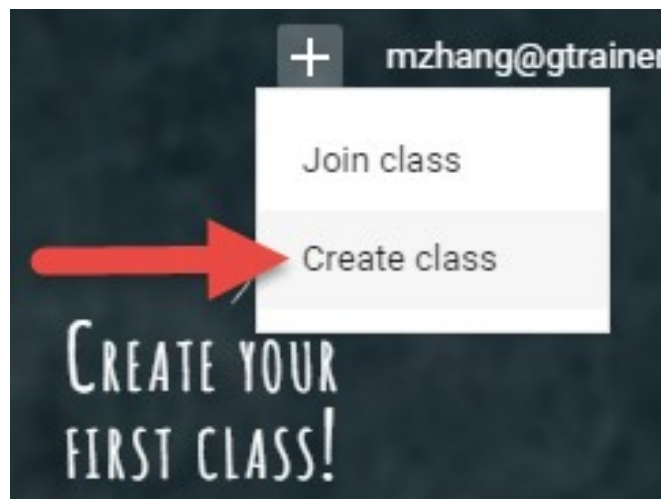 + mzhang@gtrainer
Join class
Create class
CREATE YOUR
FIRST CLASS!